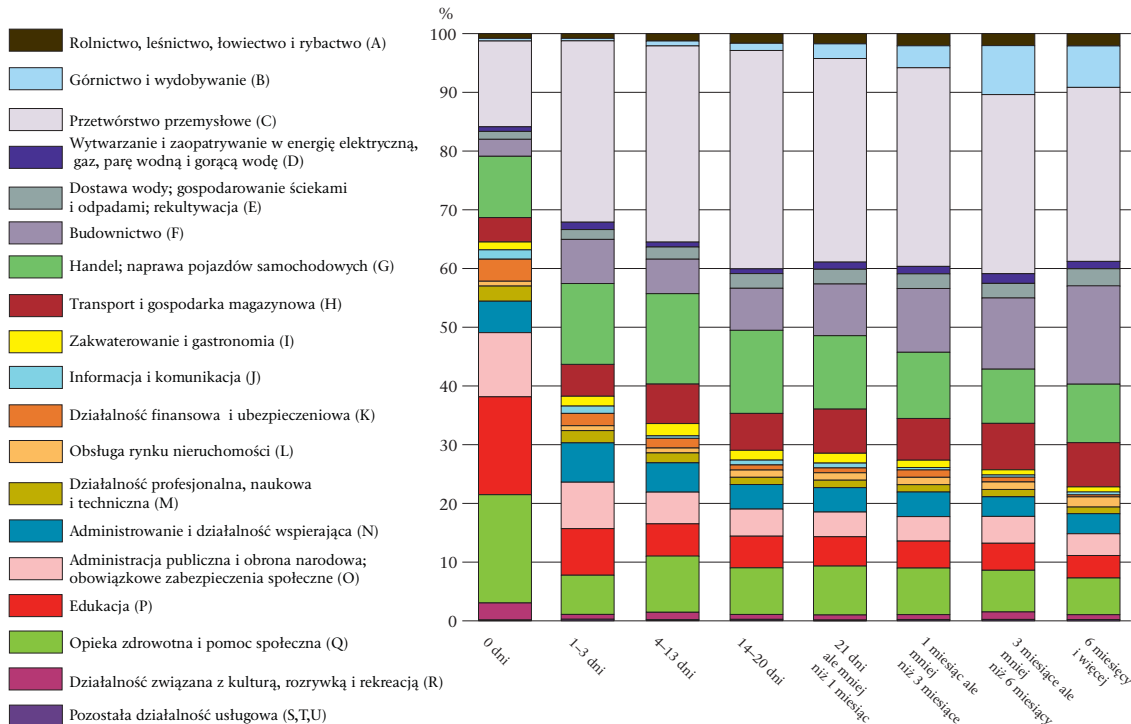 %
100
90
80
70
60
50
40
30
20
10
0
Rolnictwo, leśnictwo, łowiectwo i rybactwo (A)
Górnictwo i wydobywanie (B)
Przetwórstwo przemysłowe (C)
Wytwarzanie i zaopatrywanie w energię elektryczną,
gaz, parę wodną i gorącą wodę (D)
Dostawa wody; gospodarowanie ściekami
i odpadami; rekultywacja (E)
Budownictwo (F)
Handel; naprawa pojazdów samochodowych (G)
Transport i gospodarka magazynowa (H)
Zakwaterowanie i gastronomia (I)
Informacja i komunikacja (J)
Działalność finansowa i ubezpieczeniowa (K)
Obsługa rynku nieruchomości (L)
Działalność profesjonalna, naukowa
i techniczna (M)
Administrowanie i działalność wspierająca (N)
Administracja publiczna i obrona narodowa;
obowiązkowe zabezpieczenia społeczne (O)
Edukacja (P)
Opieka zdrowotna i pomoc społeczna (Q)
Działalność związana z kulturą, rozrywką i rekreacją (R)
Pozostała działalność usługowa (S,T,U)
0 dni
1–3 dni
4–13 dni
14–20 dni
21 dni
ale mniej
niż 1 miesiąc
1 miesiąc ale
mniej
niż 3 miesiące
3 miesiące ale
mniej
niż 6 miesięcy
6 miesięcy
i więcej